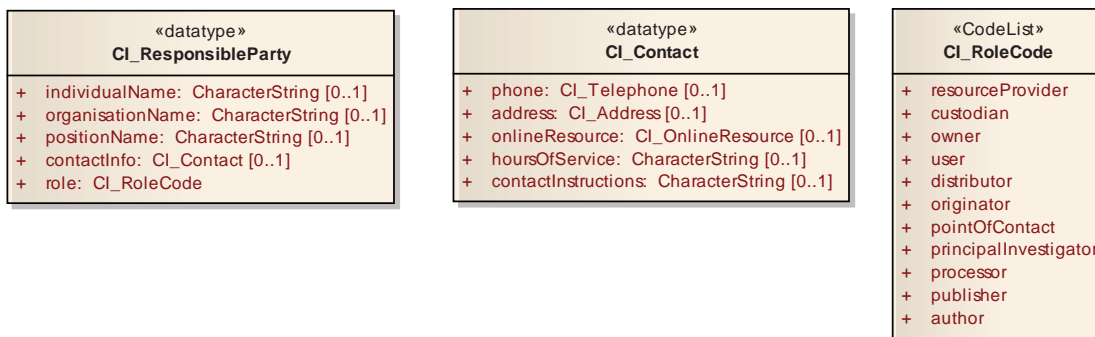 «datatype»
CI_ResponsibleParty
+ individualName: CharacterString [0..1]
+ organisationName: CharacterString [0..1]
+ positionName: CharacterString [0..1]
+ contactInfo: CI_Contact [0..1]
+ role: CI_RoleCode
«datatype»
CI_Contact
+ phone: CI_Telephone [0..1]
+ address: CI_Address [0..1]
+ onlineResource: CI_OnlineResource [0..1]
+ hoursOfService: CharacterString [0..1]
+ contactInstructions: CharacterString [0..1]
«CodeList»
CI_RoleCode
+ resourceProvider
+ custodian
+ owner
+ user
+ distributor
+ originator
+ pointOfContact
+ principalInvestigator
+ processor
+ publisher
+ author